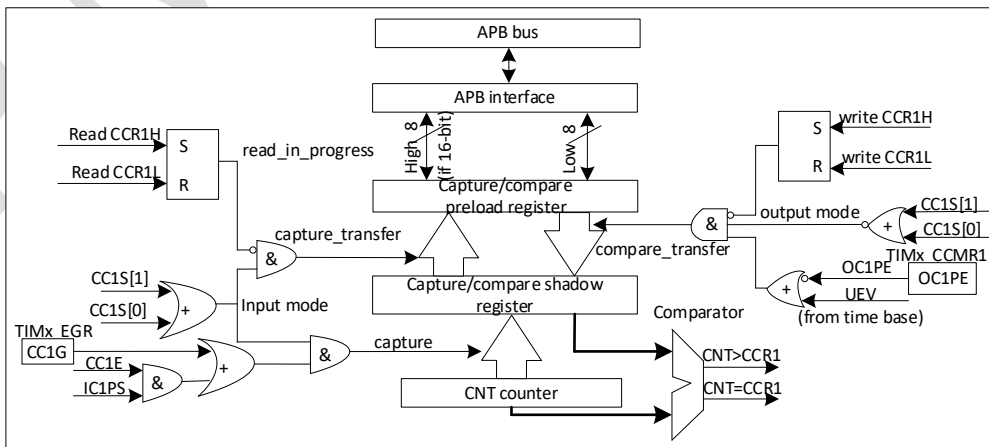 APB bus
APB interface
High 8
(if 16-bit)
Low 8
Read CCR1H
Read CCR1L
S
R
read_in_progress
write CCR1H
write CCR1L
S
R
Capture/compare
preload register
capture_transfer
&
compare_transfer
&
output mode
+
CC1S[1]
CC1S[0]
TIMx_CCMR1
OC1PE
OC1PE
UEV
(from time base)
+
CC1S[1]
CC1S[0]
+
Input mode
Capture/compare shadow
register
Comparator
TIMx_EGR
CC1G
CC1E
IC1PS
&
+
&
capture
CNT counter
CNT>CCR1
CNT=CCR1